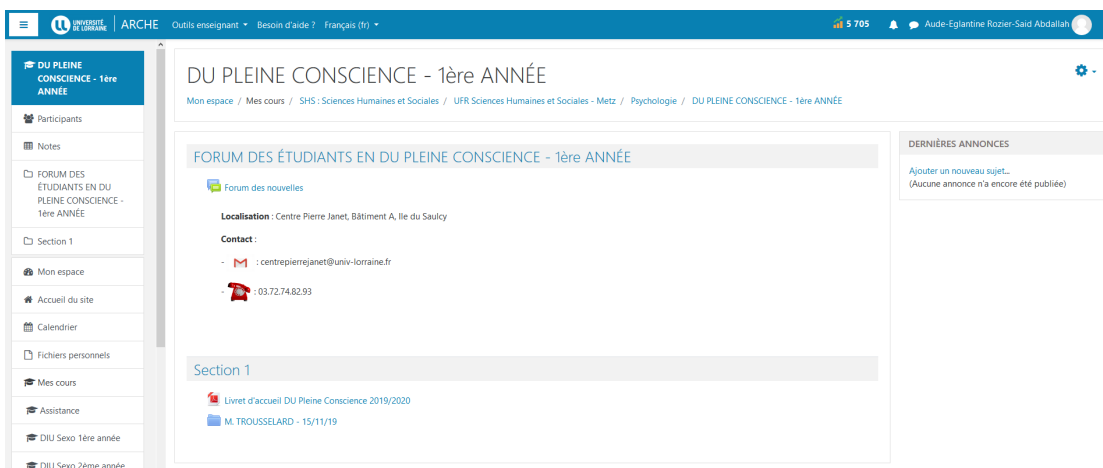 UNIVERSITÉ
DE LORRAINE
ARCHE
Outils enseignant
Besoin d'aide ?
Français (fr)
5 705
Aude-Eglantine Rozier-Said Abdallah
DU PLEINE
CONSCIENCE - 1ère
ANNÉE
Participants
Notes
FORUM DES
ÉTUDIANTS EN DU
PLEINE CONSCIENCE -
1ère ANNÉE
Section 1
Mon espace
Accueil du site
Calendrier
Fichiers personnels
Mes cours
Assistance
DIU Sexo 1ère année
DIU Sexo 2ème année
DU PLEINE CONSCIENCE - 1ère ANNÉE
Mon espace / Mes cours / SHS : Sciences Humaines et Sociales / UFR Sciences Humaines et Sociales - Metz / Psychologie / DU PLEINE CONSCIENCE - 1ère ANNÉE
FORUM DES ÉTUDIANTS EN DU PLEINE CONSCIENCE - 1ère ANNÉE
Forum des nouvelles
Localisation : Centre Pierre Janet, Bâtiment A, Ile du Saulcy
Contact :
- : centrepierrejanet@univ-lorraine.fr
- : 03.72.74.82.93
Section 1
Livret d'accueil DU Pleine Conscience 2019/2020
M. TROUSSELARD - 15/11/19
DERNIÈRES ANNONCES
Ajouter un nouveau sujet...
(Aucune annonce n'a encore été publiée)